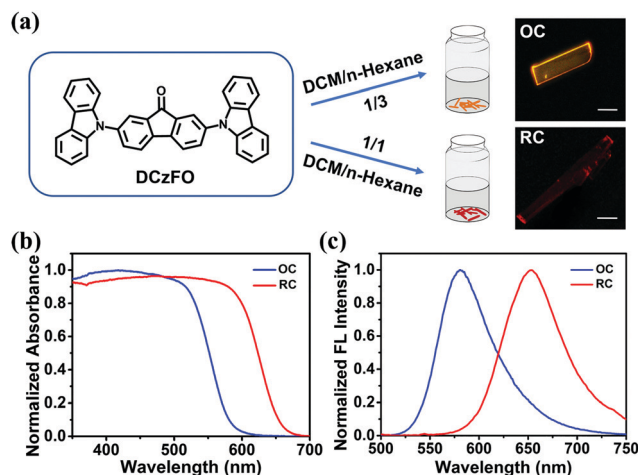 (a)
O
N
N
DCzFO
DCM/n-Hexane
1/3
1/1
DCM/n-Hexane
OC
RC
(b)
Normalized Absorbance
1.0
0.8
0.6
0.4
0.2
0.0
OC
RC
400 500 600 700
Wavelength (nm)
(c)
Normalized FL Intensity
1.0
0.8
0.6
0.4
0.2
0.0
OC
RC
500 550 600 650 700 750
Wavelength (nm)